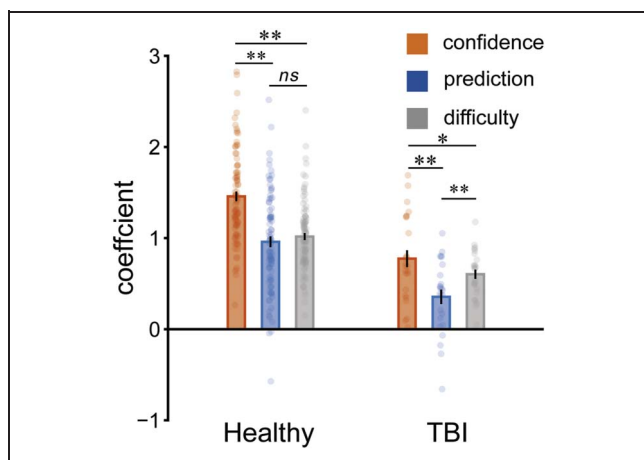 3
2
1
0
−1
coeffcient
**
**
ns
confidence
prediction
difficulty
*
**
**
Healthy
TBI